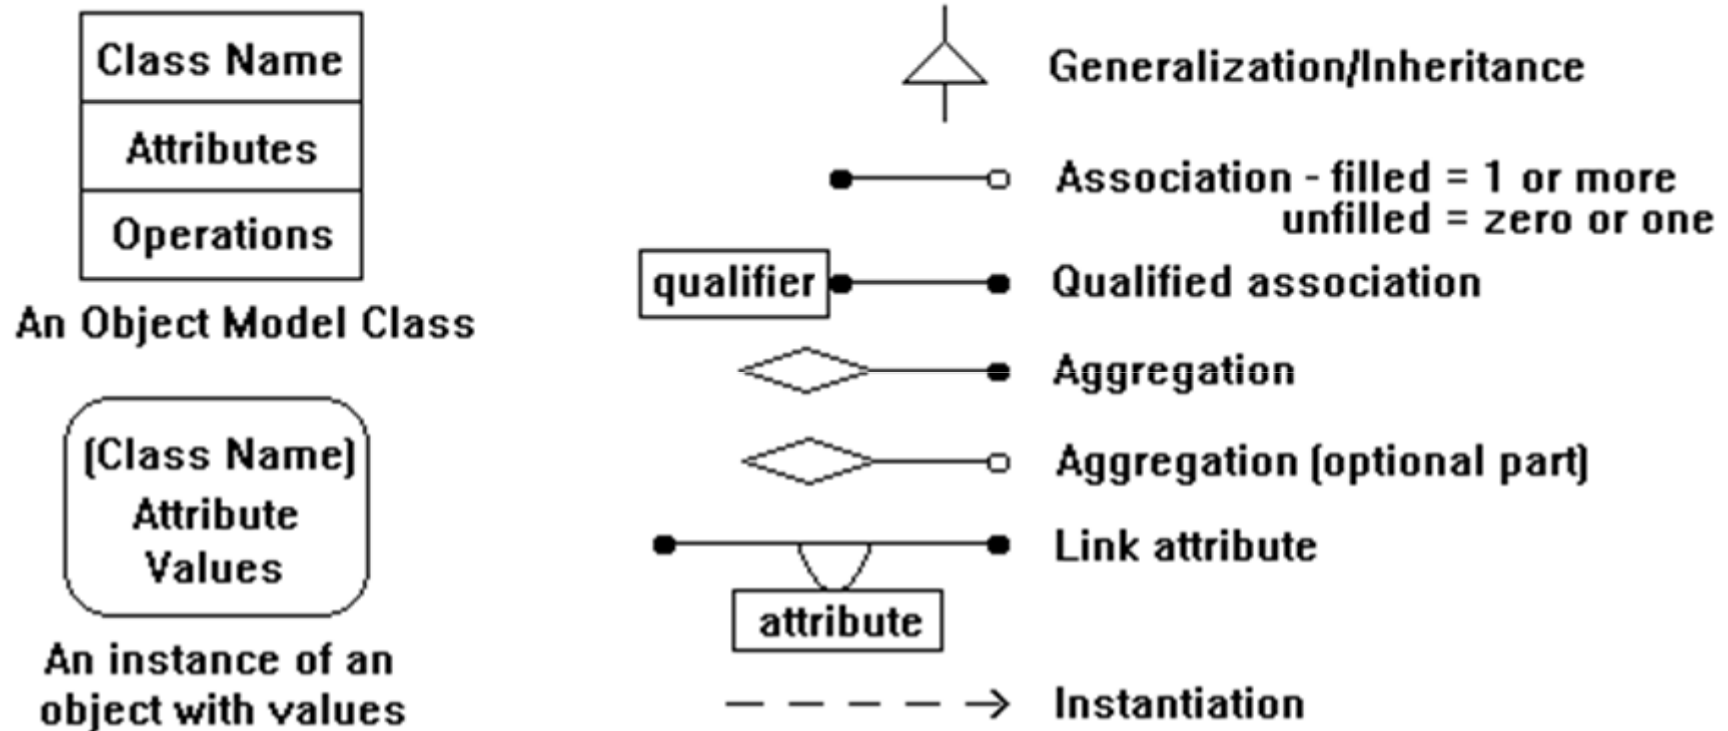 Class Name
Attributes
Operations
An Object Model Class
(Class Name)
Attribute
Values
An instance of an
object with values
Generalization/Inheritance
Association - filled = 1 or more
unfilled = zero or one
qualifier
Qualified association
Aggregation
Aggregation (optional part)
Link attribute
attribute
Instantiation